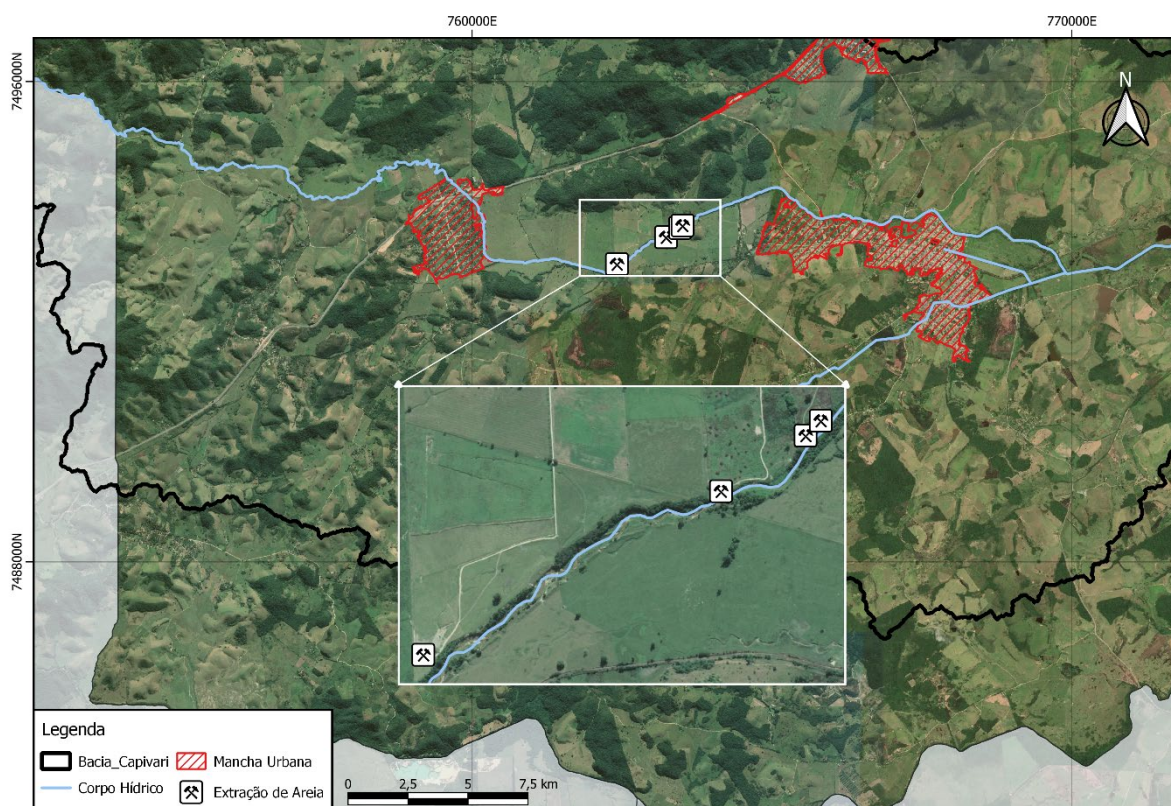 760000E
770000E
7496000N
N
7488000N
Legenda
Bacia_Capivari
Mancha Urbana
Corpo Hídrico
Extração de Areia
0
2,5
5
7,5 km